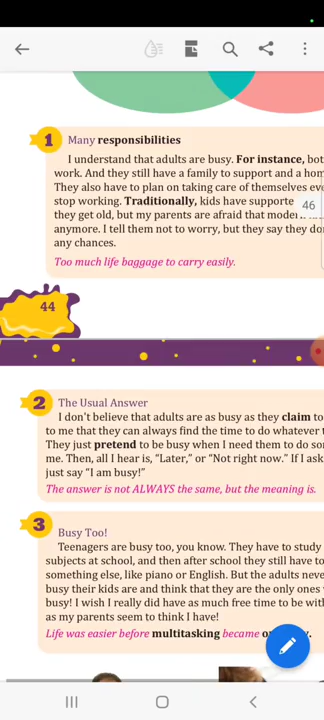 1 Many responsibilities
I understand that adults are busy. For instance, bot
work. And they still have a family to support and a hom
They also have to plan on taking care of themselves eve
stop working. Traditionally, kids have supporte
they get old, but my parents are afraid that moder
anymore. I tell them not to worry, but they say they do
any chances.
Too much life baggage to carry easily.
46
44
2 The Usual Answer
I don't believe that adults are as busy as they claim to
to me that they can always find the time to do whatever
They just pretend to be busy when I need them to do so
me. Then, all I hear is, "Later," or "Not right now." If I ask
just say "I am busy!"
The answer is not ALWAYS the same, but the meaning is.
3
Busy Too!
Teenagers are busy too, you know. They have to study
subjects at school, and then after school they still have to
something else, like piano or English. But the adults neve
busy their kids are and think that they are the only ones
busy! I wish I really did have as much free time to be wit
as my parents seem to think I have!
Life was easier before multitasking became